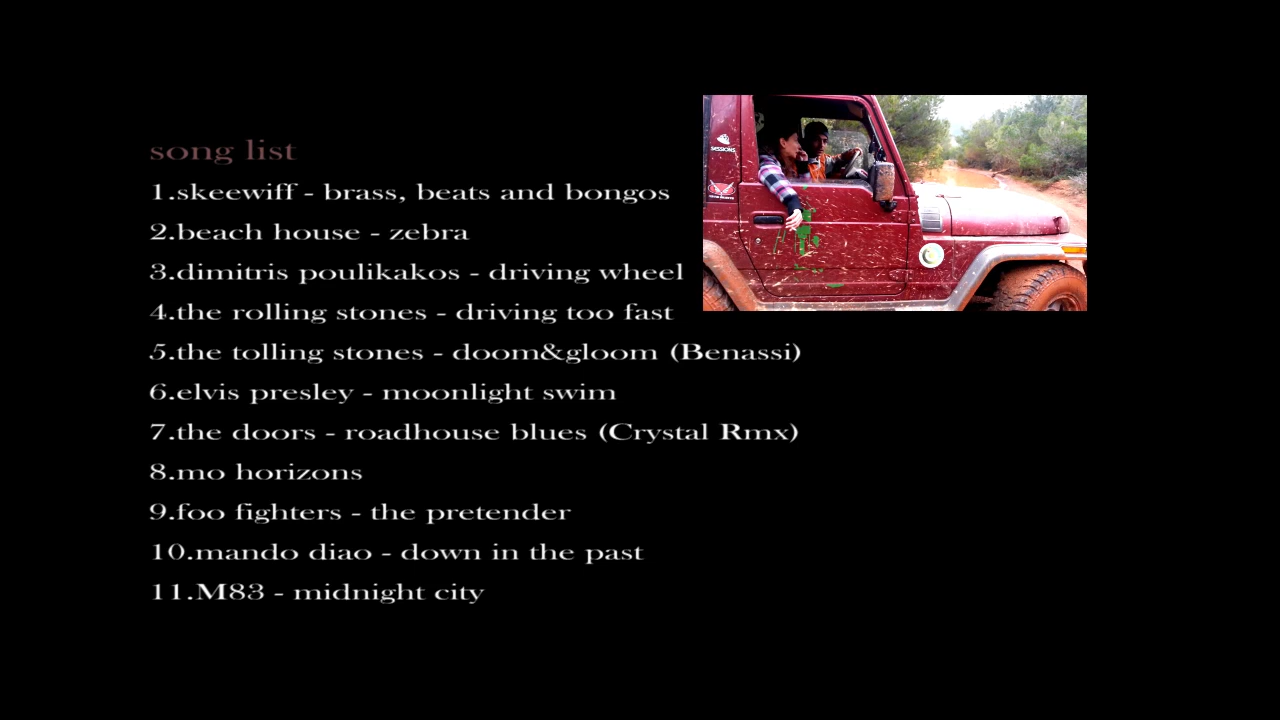 song list
1.skeewiff - brass, beats and bongos
2.beach house - zebra
3.dimitris poulikakos - driving wheel
4.the rolling stones - driving too fast
5.the tolling stones - doom&gloom (Benassi)
6.elvis presley - moonlight swim
7.the doors - roadhouse blues (Crystal Rmx)
8.mo horizons
9.foo fighters - the pretender
10.mando diao - down in the past
11.M83 - midnight city
SESSIONS